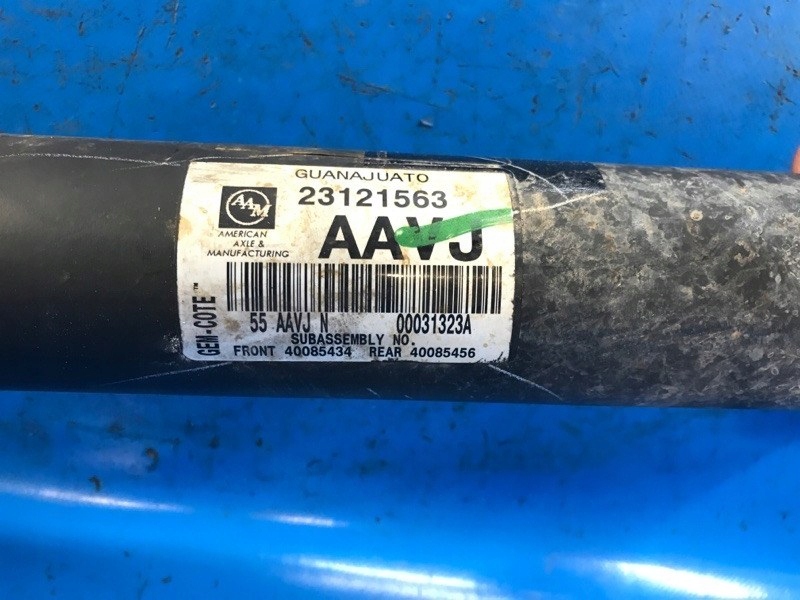 GUANAJUATO
23121563
AAM
AMERICAN
AXLE &
MANUFACTURING
AAVJ
GEM-COTE™
55 AAVJ N 00031323A
SUBASSEMBLY NO.
FRONT 40085434 REAR 40085456